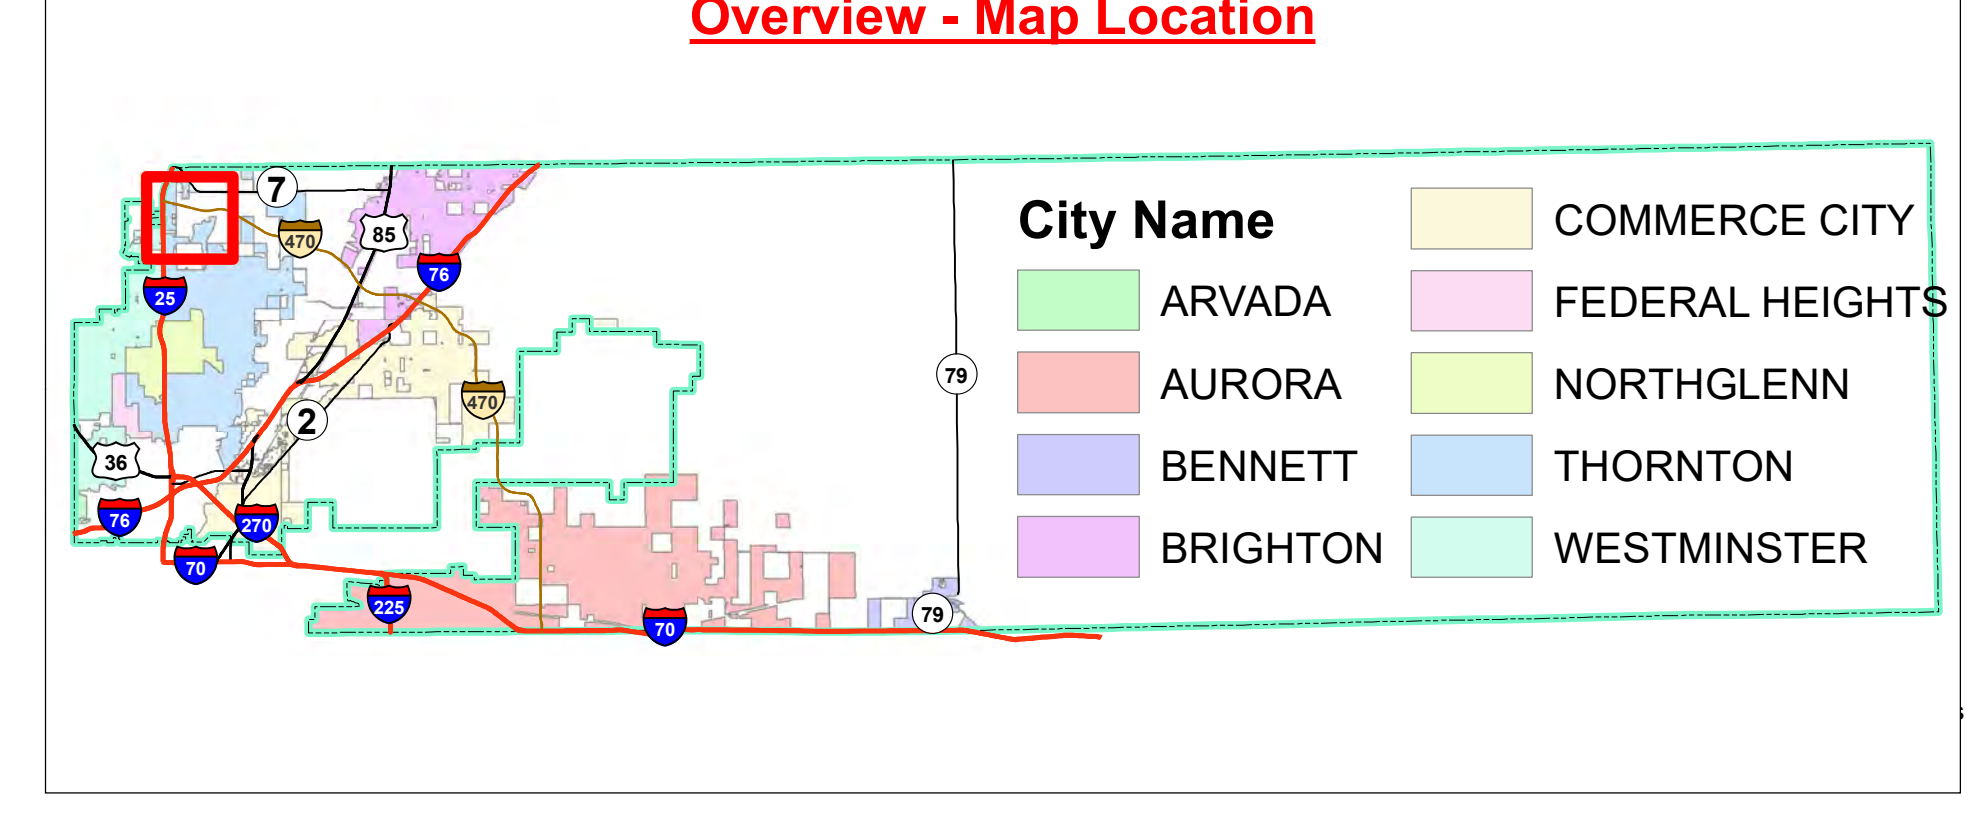 Overview - Map Location
7
470
85
76
25
470
2
36
76
270
70
225
70
79
79
City Name
ARVADA
AURORA
BENNETT
BRIGHTON
COMMERCE CITY
FEDERAL HEIGHTS
NORTHGLENN
THORNTON
WESTMINSTER